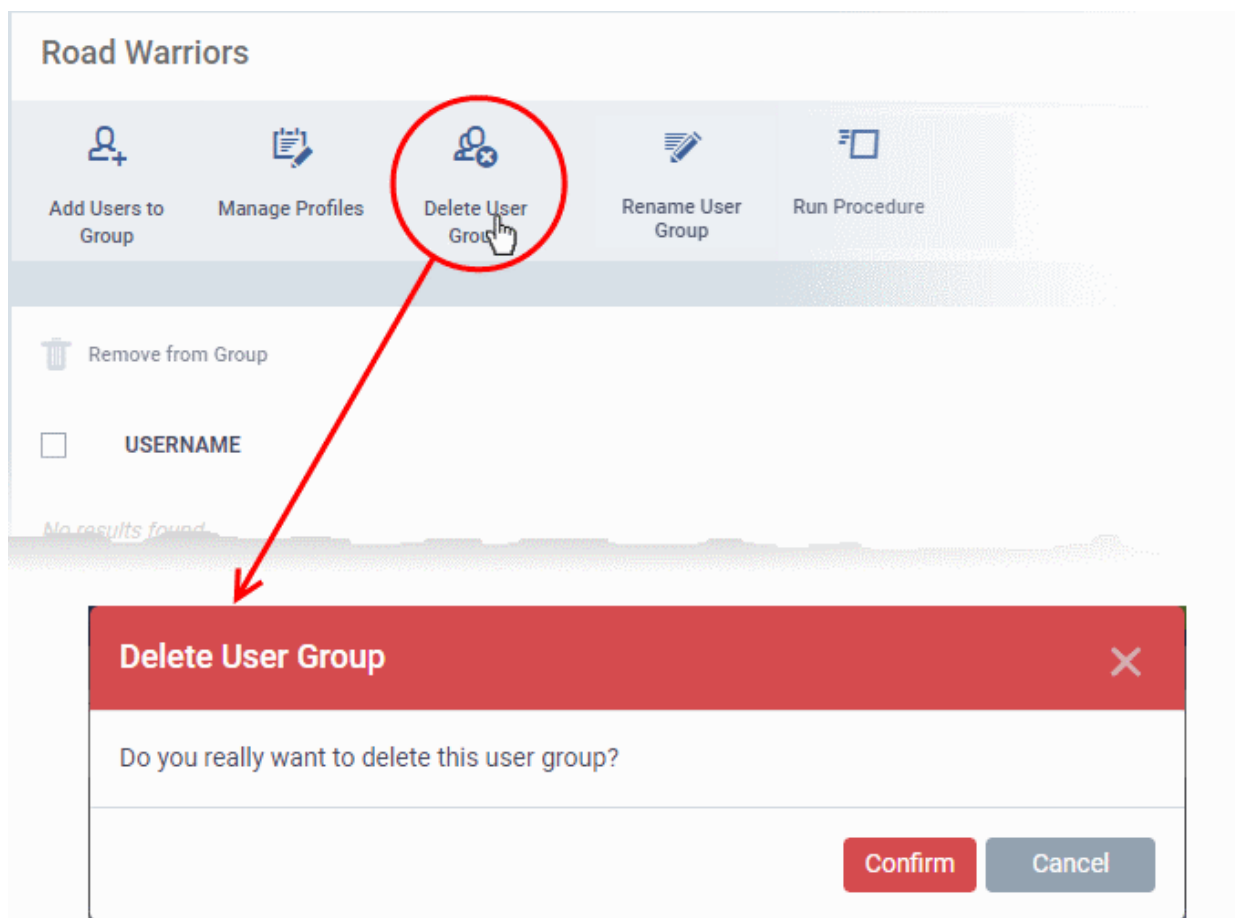 Road Warriors
Add Users to
Group
Manage Profiles
Delete User
Group
Rename User
Group
Run Procedure
Remove from Group
USERNAME
No results found
Delete User Group
Do you really want to delete this user group?
Confirm
Cancel